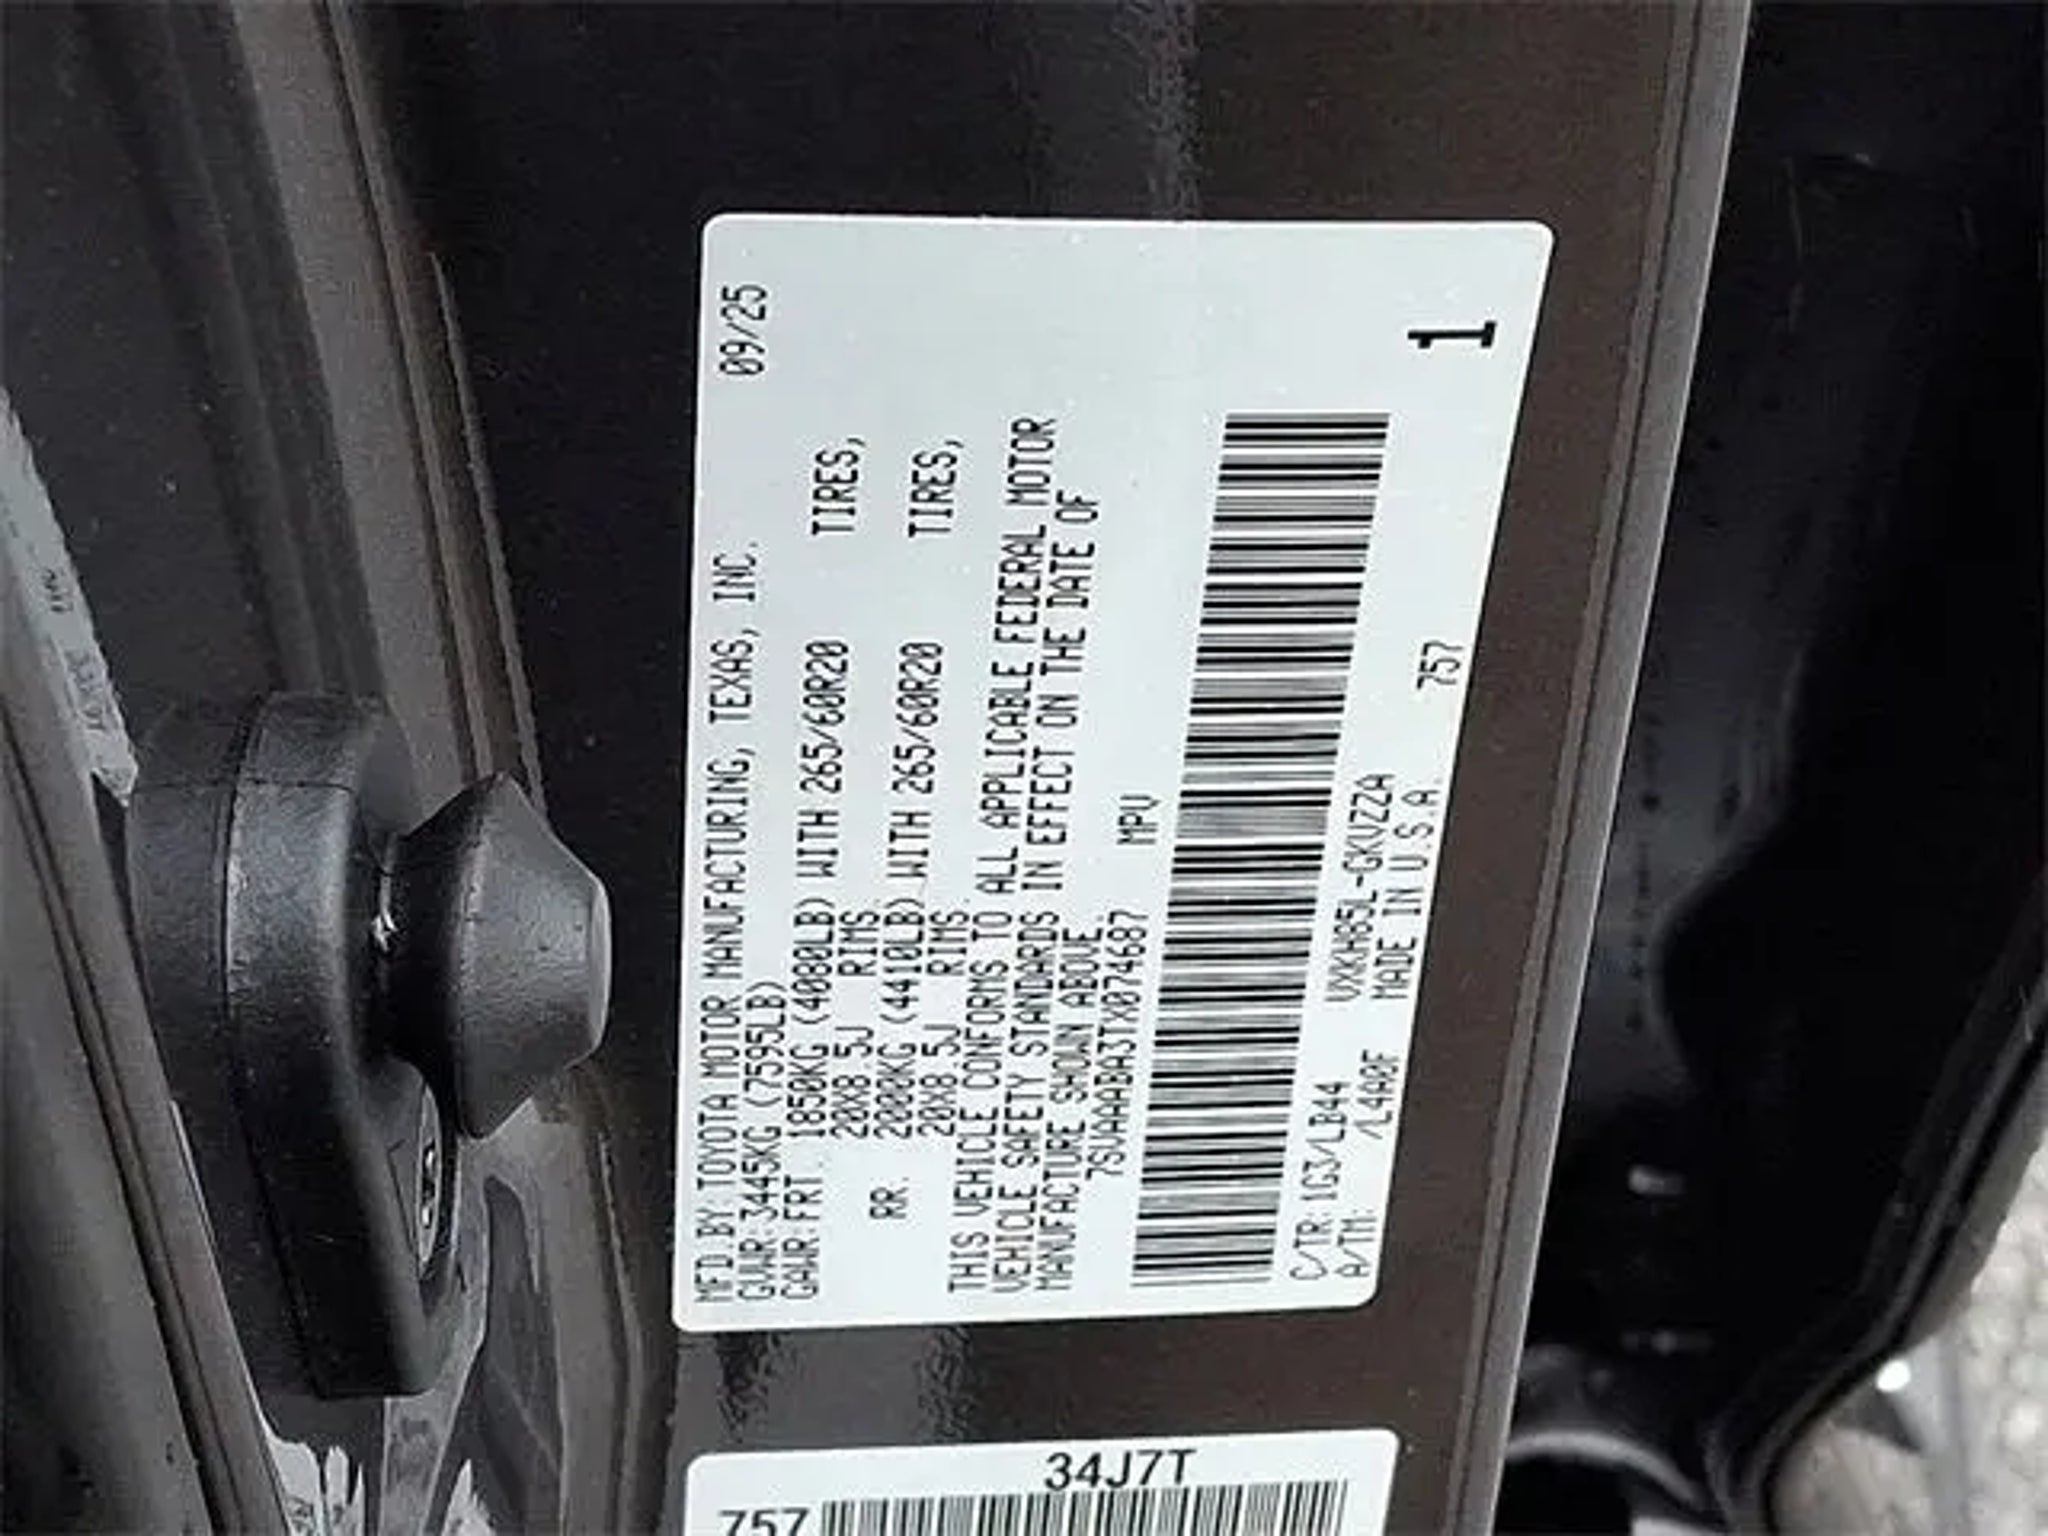 MFD BY:TOYOTA MOTOR MANUFACTURING, TEXAS, INC. 09/25
GVWR:3445KG(7595LB)
GAWR:FRT. 1850KG (4080LB) WITH 265/60R20 TIRES,
20X8.5J RIMS.
RR. 2000KG (4410LB) WITH 265/60R20 TIRES,
20X8.5J RIMS.
THIS VEHICLE CONFORMS TO ALL APPLICABLE FEDERAL MOTOR
VEHICLE SAFETY STANDARDS IN EFFECT ON THE DATE OF
MANUFACTURE SHOWN ABOVE.
7SVAAABA3TX074687 MPV
C/TR:1G3/LB44 VXKH85L-GKVZZA
A/TM: /L4A0F MADE IN U.S.A. 757
1
34J7T
757